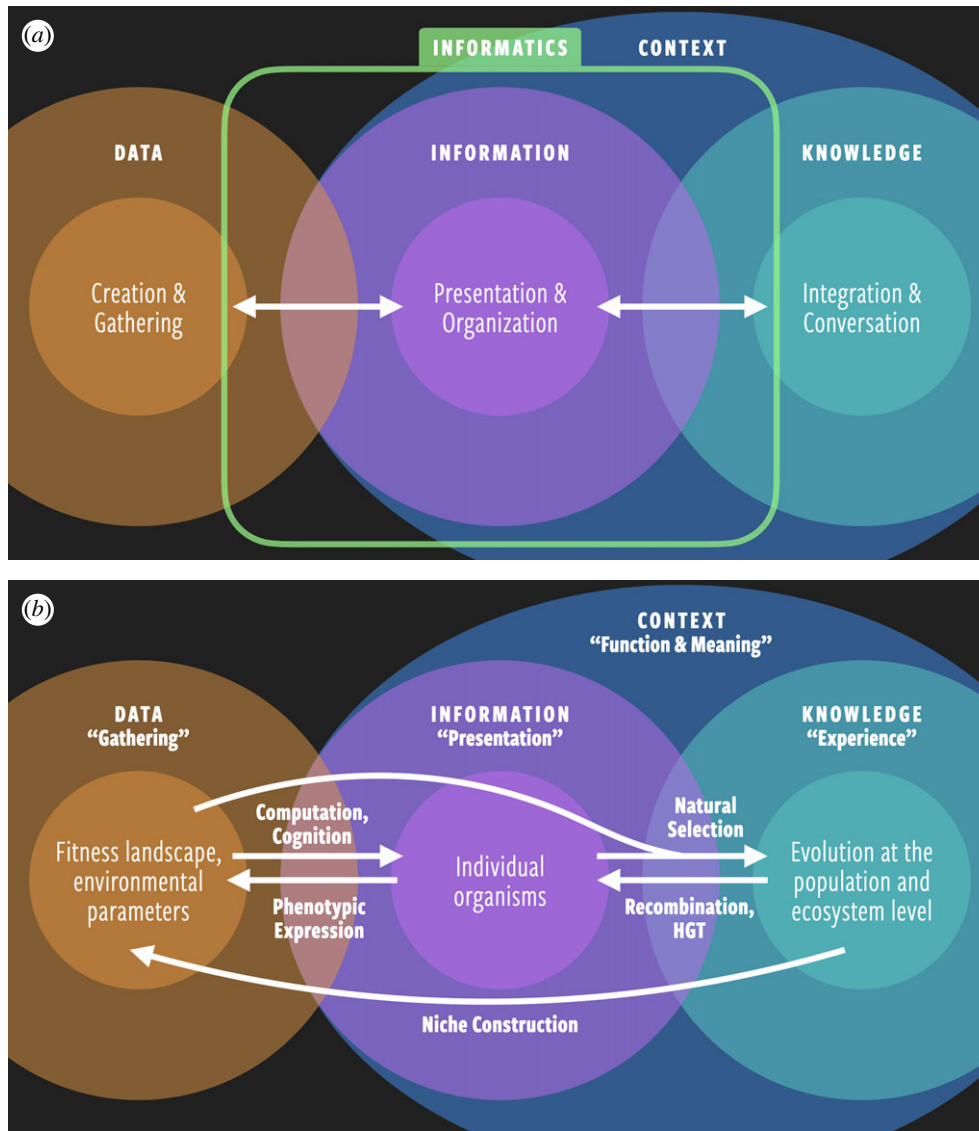 (a)
INFORMATICS
CONTEXT
DATA
INFORMATION
KNOWLEDGE
Creation &
Gathering
Presentation &
Organization
Integration &
Conversation
(b)
CONTEXT
“Function & Meaning”
DATA
“Gathering”
INFORMATION
“Presentation”
KNOWLEDGE
“Experience”
Computation,
Cognition
Natural
Selection
Fitness landscape,
environmental
parameters
Individual
organisms
Evolution at the
population and
ecosystem level
Phenotypic
Expression
Recombination,
HGT
Niche Construction